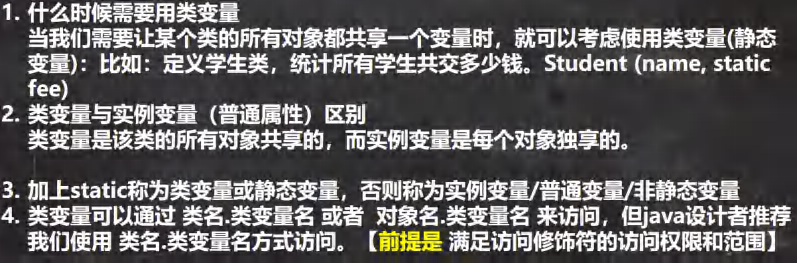 1. 什么时候需要用类变量
当我们需要让某个类的所有对象都共享一个变量时，就可以考虑使用类变量(静态
变量)：比如：定义学生类，统计所有学生共交多少钱。Student (name, static
fee)
2. 类变量与实例变量（普通属性）区别
类变量是该类的所有对象共享的，而实例变量是每个对象独享的。
3. 加上static称为类变量或静态变量，否则称为实例变量/普通变量/非静态变量
4. 类变量可以通过 类名.类变量名 或者 对象名.类变量名 来访问，但java设计者推荐
我们使用 类名.类变量名方式访问。【前提是 满足访问修饰符的访问权限和范围】